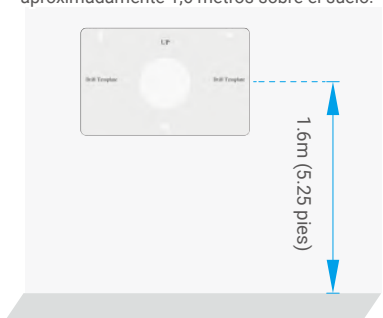 aproximadamente 1,6 metros sobre el suelo.
UP
Drill Template Drill Template
1.6m (5.25 pies)